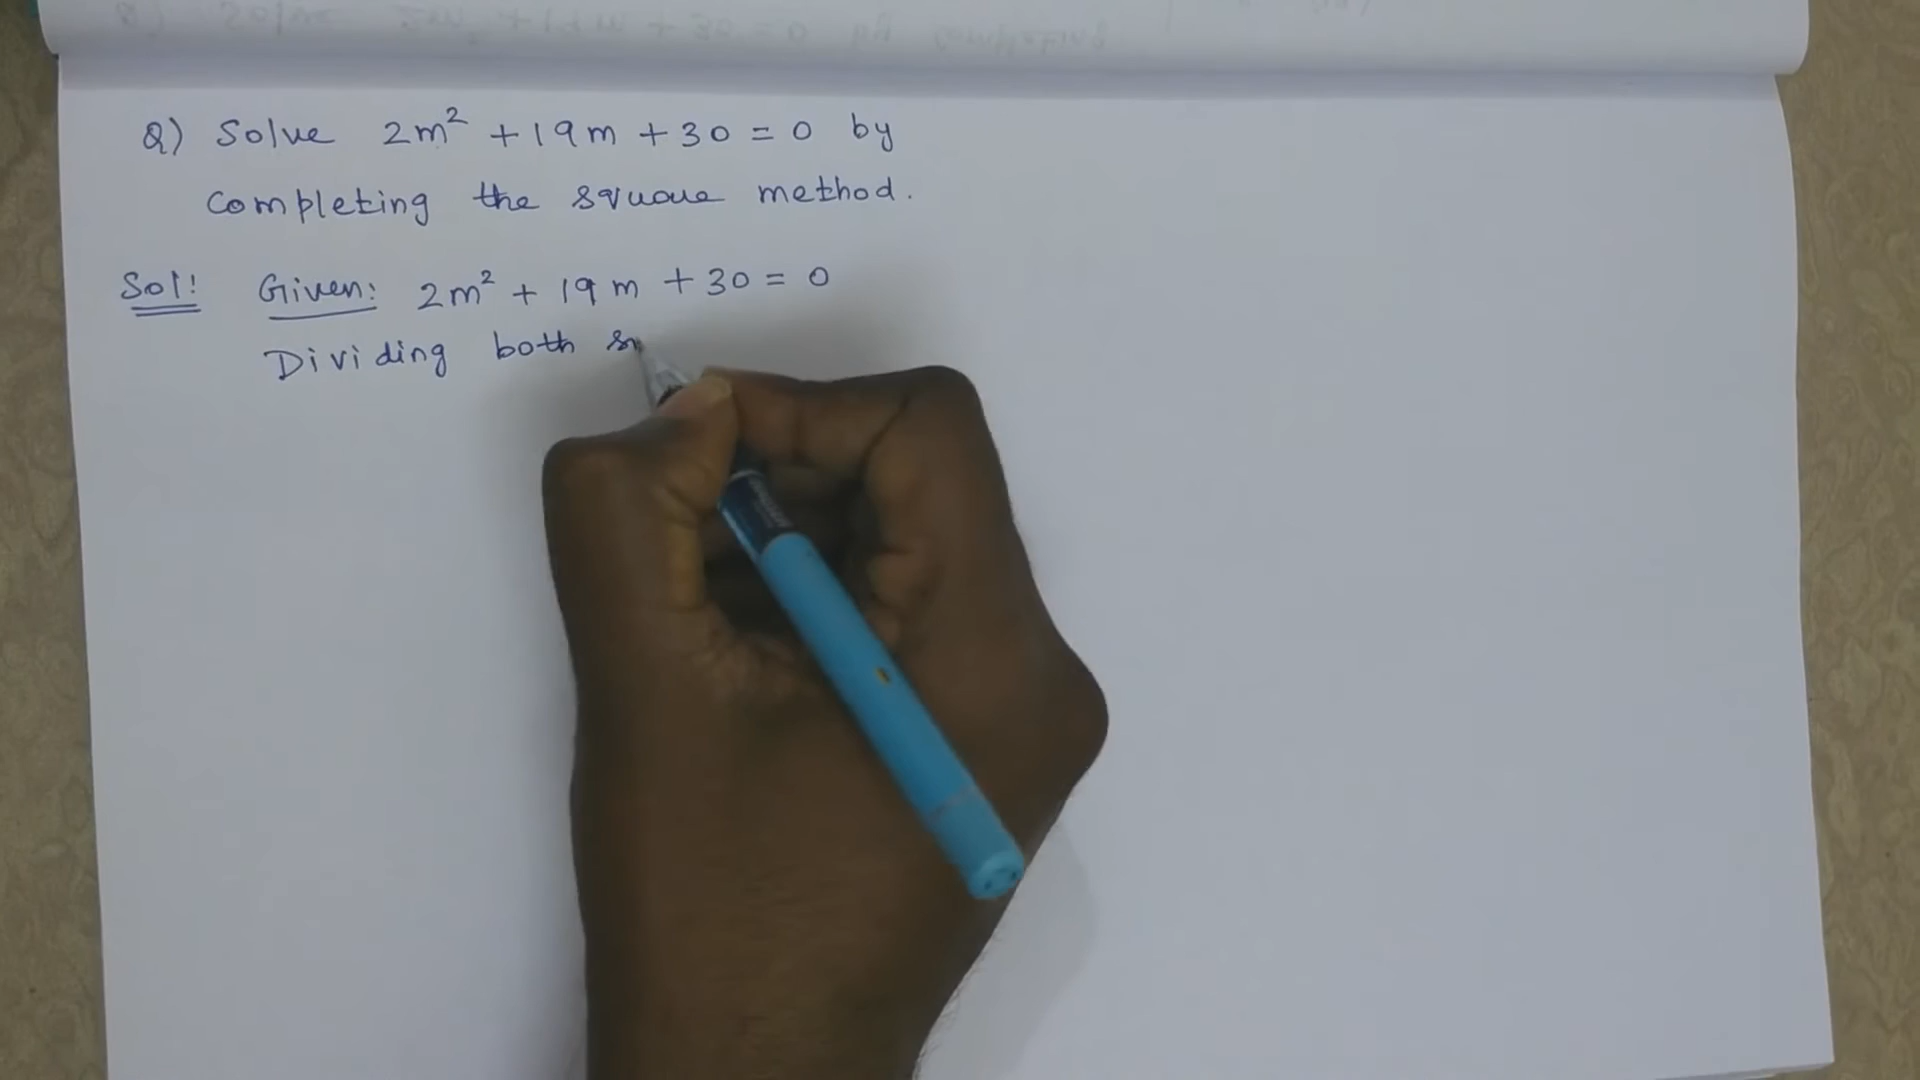 Q) Solve 2m² + 19m + 30 = 0 by
completing the square method.
Sol: Given: 2m² + 19m + 30 = 0
Dividing both